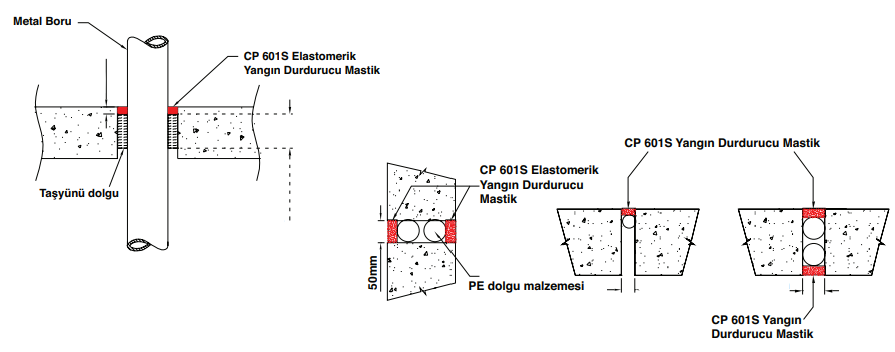 Metal Boru
CP 601S Elastomerik
Yangın Durdurucu Mastik
Taşyünü dolgu
CP 601S Elastomerik
Yangın Durdurucu
Mastik
50mm
PE dolgu malzemesi
CP 601S Yangın Durdurucu Mastik
CP 601S Yangın
Durdurucu Mastik